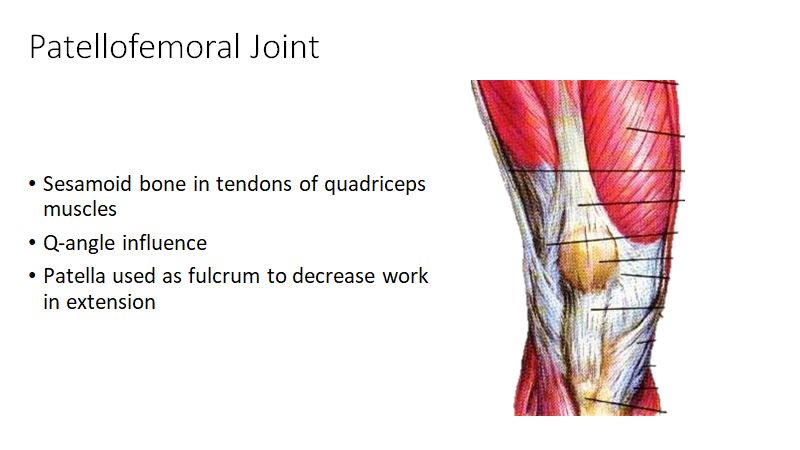 Patellofemoral Joint
• Sesamoid bone in tendons of quadriceps
muscles
• Q-angle influence
• Patella used as fulcrum to decrease work
in extension